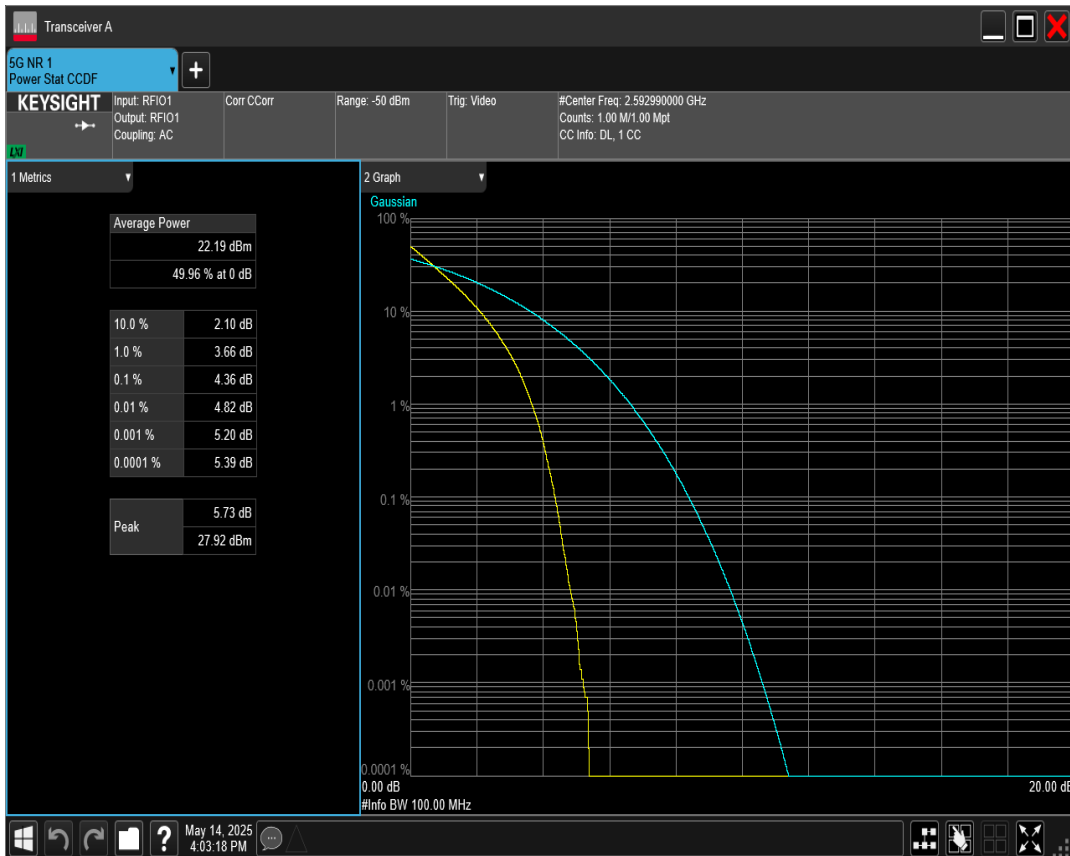 Transceiver A
5G NR 1
Power Stat CCDF
KEYSIGHT
LXI
Input: RFIO1
Output: RFIO1
Coupling: AC
Corr CCorr
Range: -50 dBm
Trig: Video
#Center Freq: 2.592990000 GHz
Counts: 1.00 M/1.00 Mpt
CC Info: DL, 1 CC
1 Metrics
Average Power
22.19 dBm
49.96 % at 0 dB
10.0 % 2.10 dB
1.0 % 3.66 dB
0.1 % 4.36 dB
0.01 % 4.82 dB
0.001 % 5.20 dB
0.0001 % 5.39 dB
Peak
5.73 dB
27.92 dBm
2 Graph
Gaussian
100 %
10 %
1 %
0.1 %
0.01 %
0.001 %
0.0001 %
0.00 dB
20.00 dB
#Info BW 100.00 MHz
?
May 14, 2025
4:03:18 PM